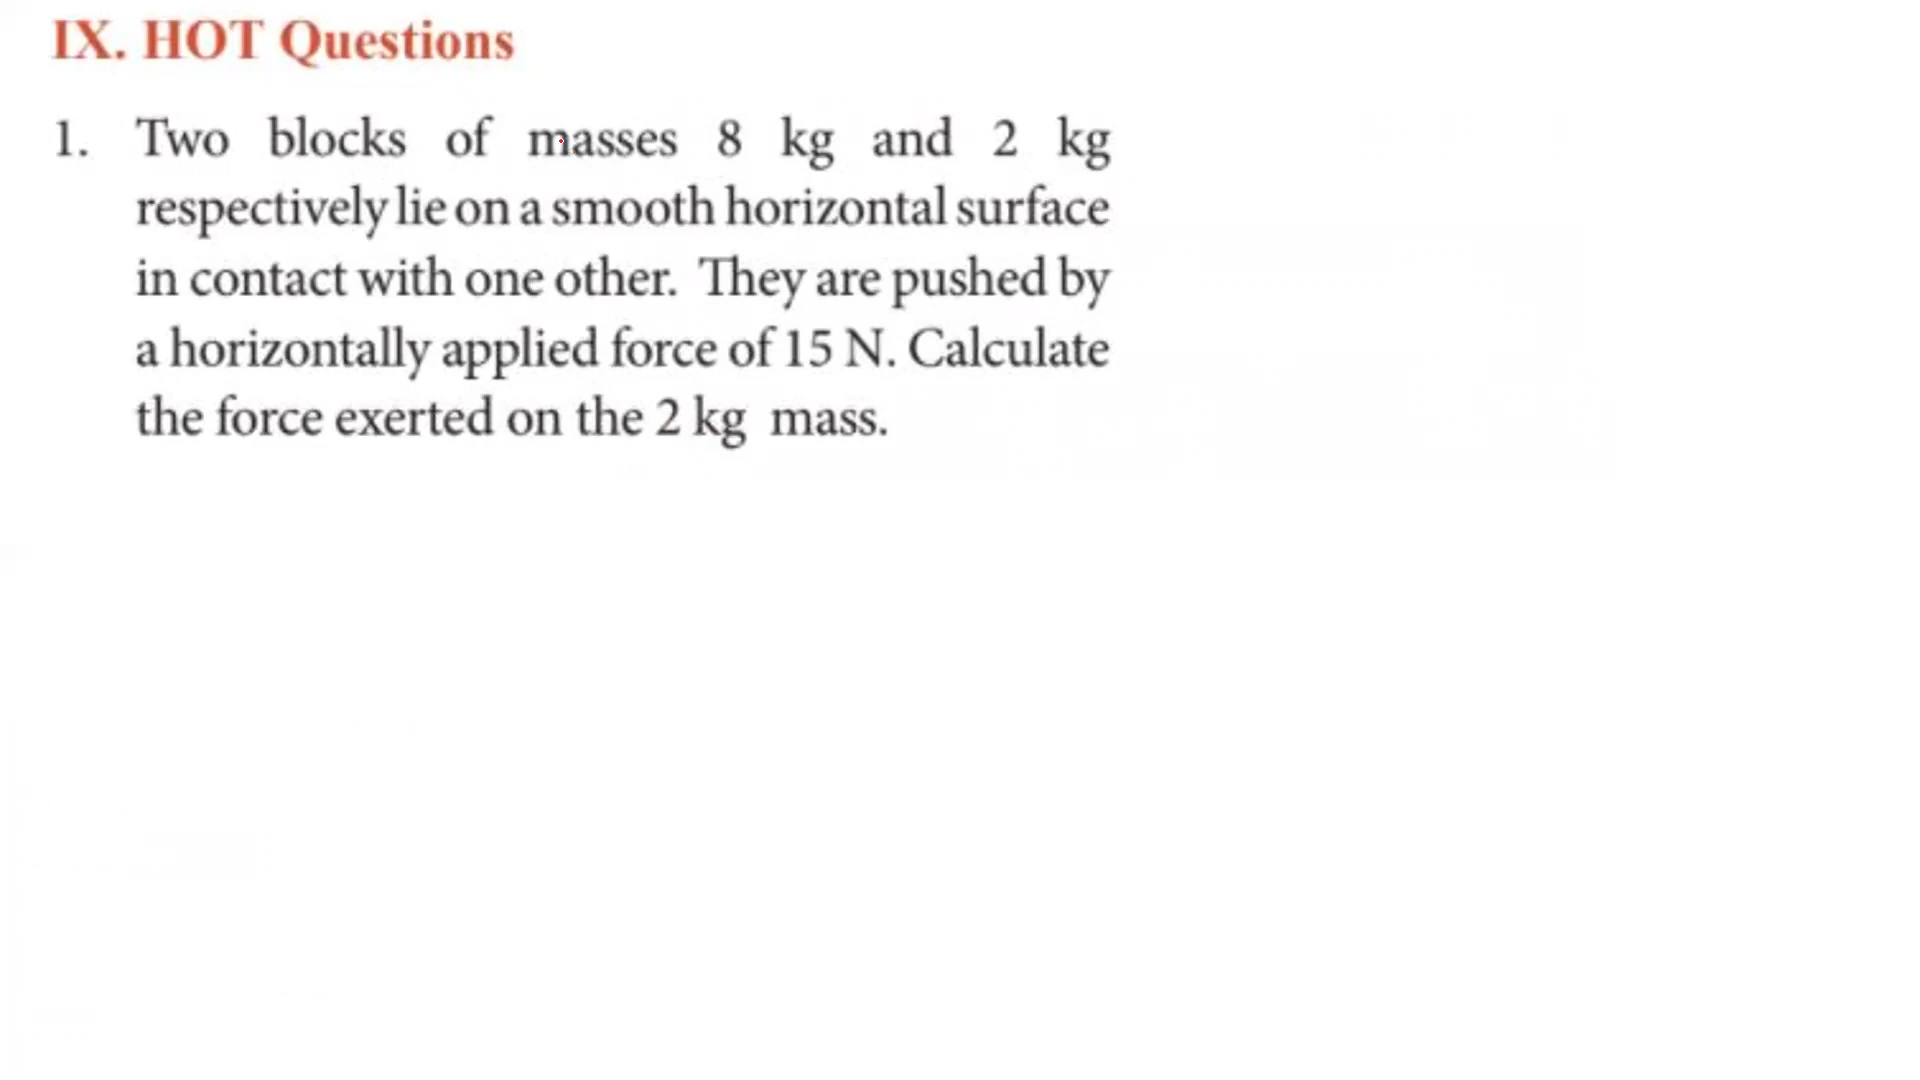 IX. HOT Questions
1. Two blocks of masses 8 kg and 2 kg
respectively lie on a smooth horizontal surface
in contact with one other. They are pushed by
a horizontally applied force of 15 N. Calculate
the force exerted on the 2 kg mass.